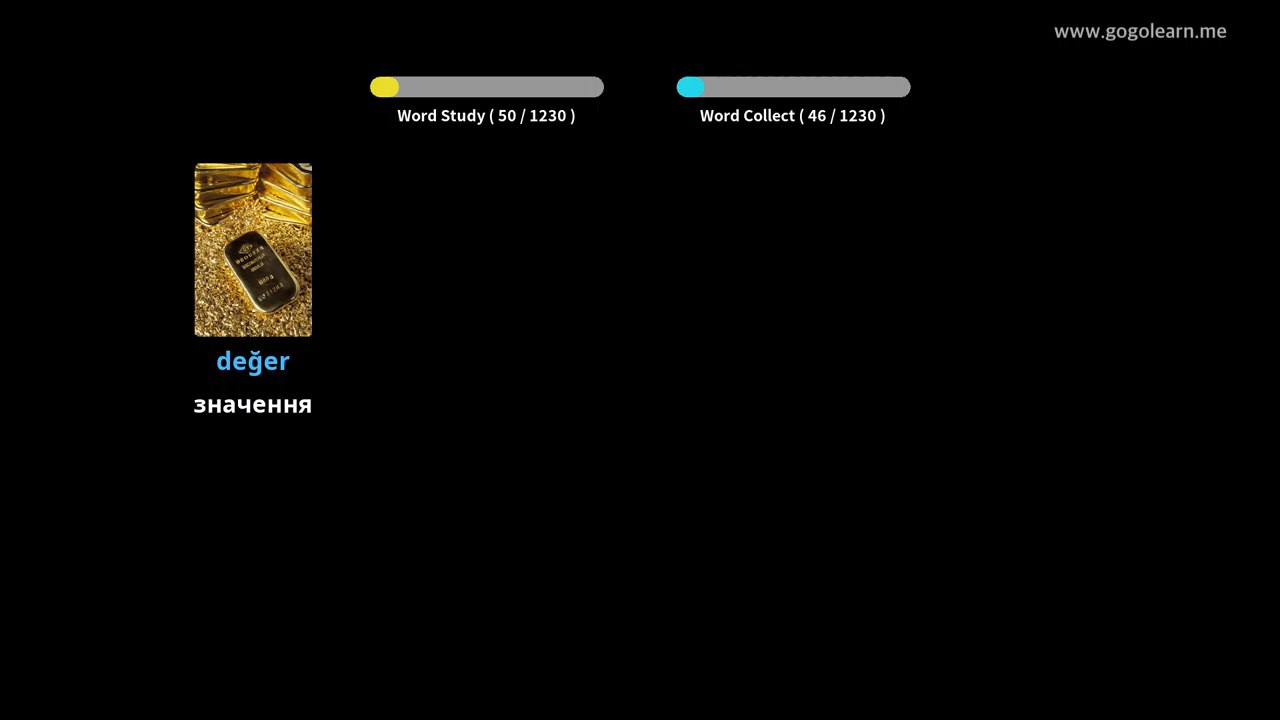 www.gogolearn.me
Word Study ( 50 / 1230 )
Word Collect ( 46 / 1230 )
değer
значення